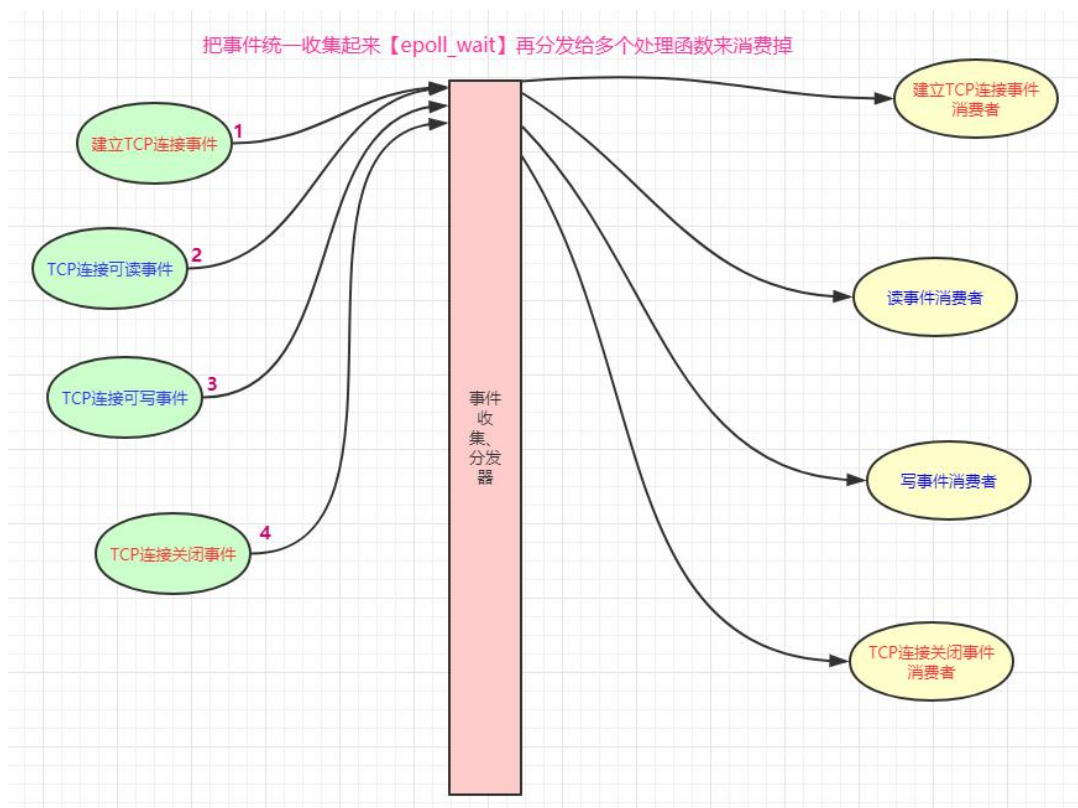 把事件统一收集起来【epoll_wait】再分发给多个处理函数来消费掉
建立TCP连接事件
1
TCP连接可读事件
2
TCP连接可写事件
3
TCP连接关闭事件
4
事件
收
集、
分发
器
建立TCP连接事件
消费者
读事件消费者
写事件消费者
TCP连接关闭事件
消费者